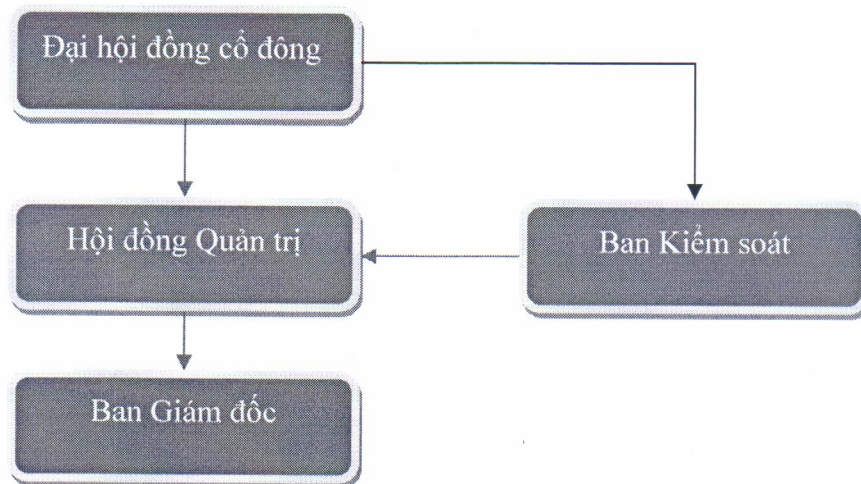 Đại hội đồng cổ đông
Hội đồng Quản trị
Ban Kiểm soát
Ban Giám đốc